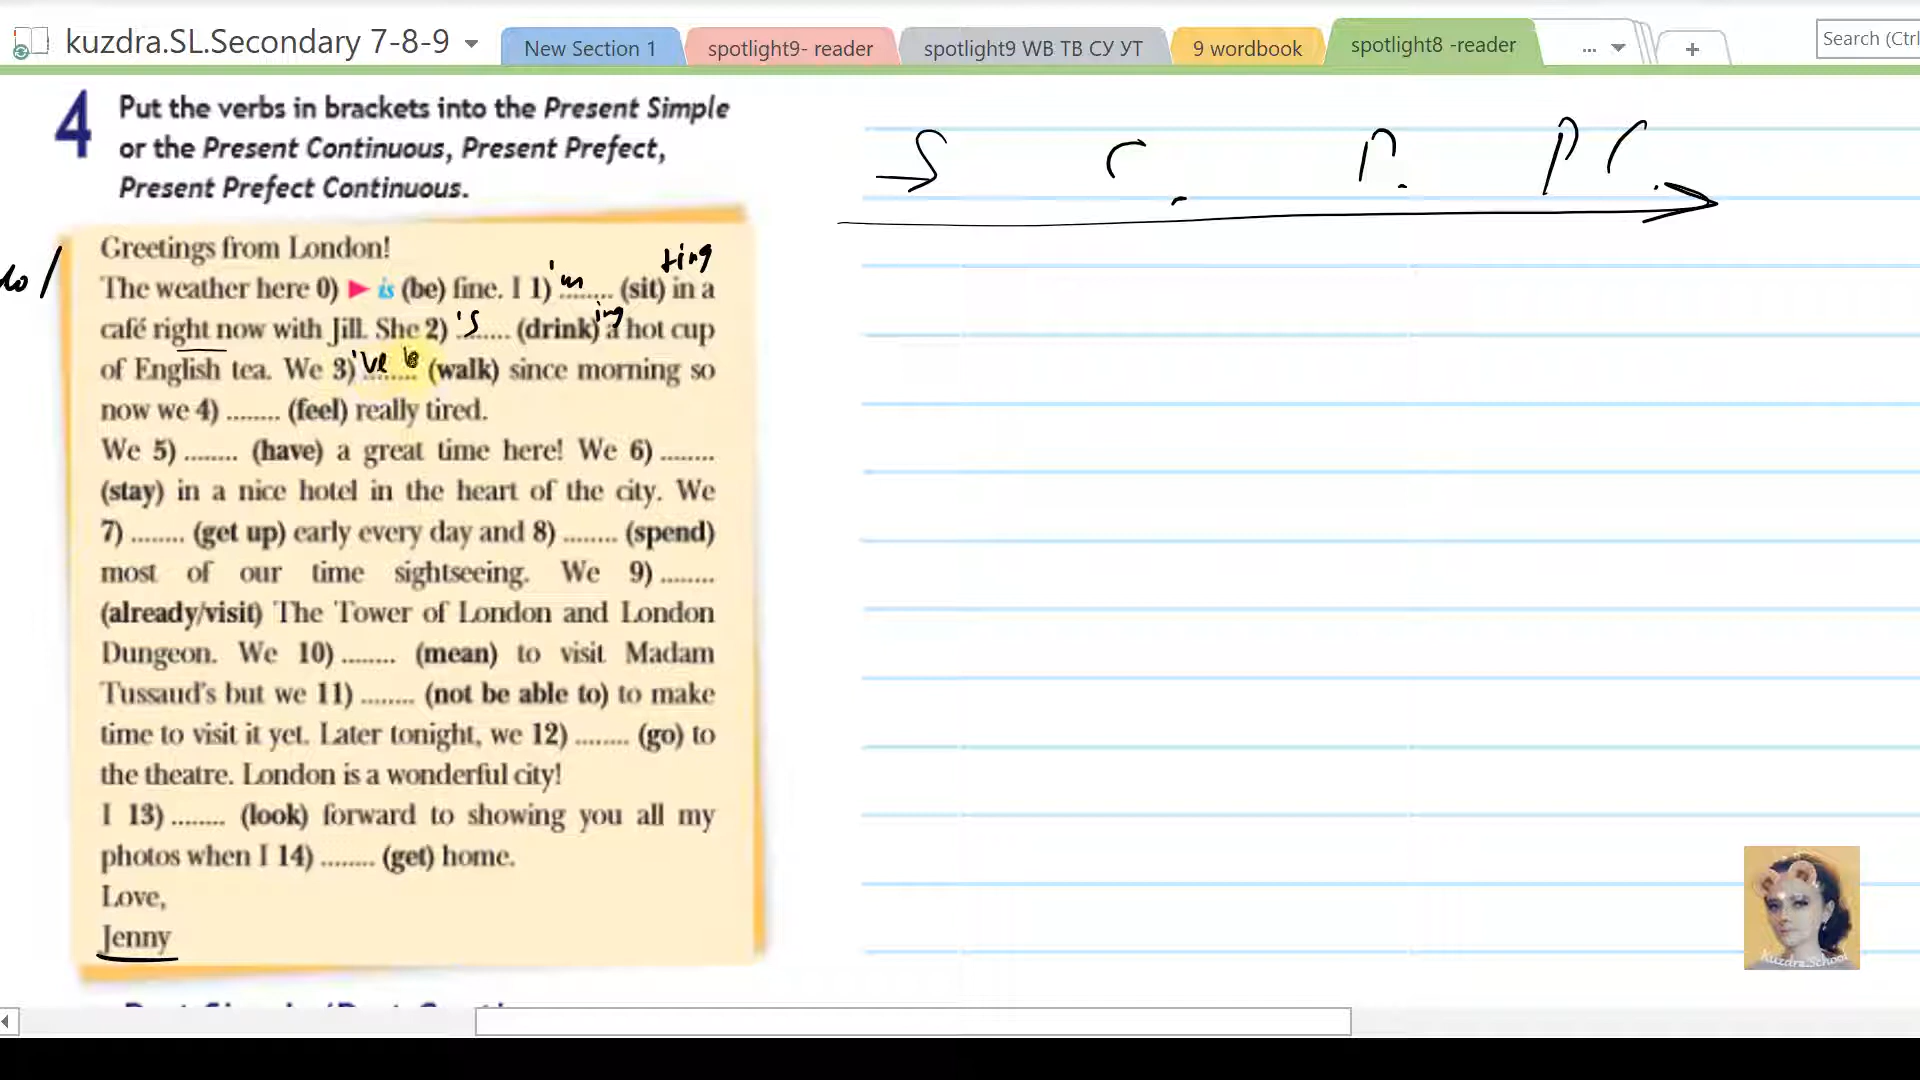 kuzdra.SL.Secondary 7-8-9
New Section 1
spotlight9- reader
spotlight9 WB TB СУ УТ
9 wordbook
spotlight8 -reader
...
+
Search (Ctrl
4 Put the verbs in brackets into the Present Simple
or the Present Continuous, Present Prefect,
Present Prefect Continuous.
S C. P. PC.
Greetings from London!
ting
The weather here 0) ► is (be) fine. I 1) 'm ........ (sit) in a
ing
café right now with Jill. She 2) 's ........ (drink) a hot cup
of English tea. We 3) 've ........ (walk) since morning so
now we 4) ........ (feel) really tired.
We 5) ........ (have) a great time here! We 6) ........
(stay) in a nice hotel in the heart of the city. We
7) ........ (get up) early every day and 8) ........ (spend)
most of our time sightseeing. We 9) ........
(already/visit) The Tower of London and London
Dungeon. We 10) ........ (mean) to visit Madam
Tussaud's but we 11) ........ (not be able to) to make
time to visit it yet. Later tonight, we 12) ........ (go) to
the theatre. London is a wonderful city!
I 13) ........ (look) forward to showing you all my
photos when I 14) ........ (get) home.
Love,
Jenny
kuzdra.School